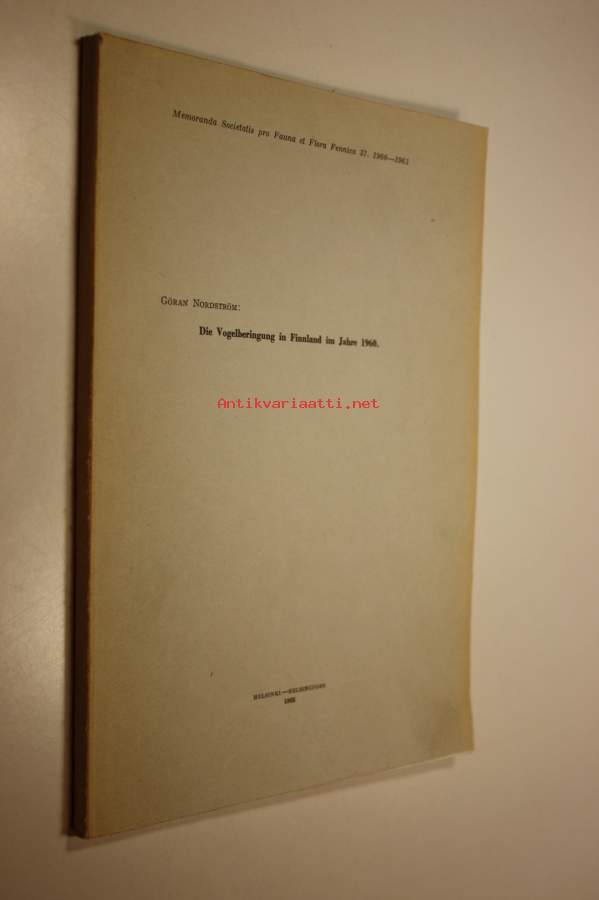 Memoranda Societatis pro Fauna et Flora Fennica 37. 1960—1961
GÖRAN NORDSTRÖM:
Die Vogelberingung in Finnland im Jahre 1960.
Antikvariaatti.net
HELSINKI—HELSINGFORS